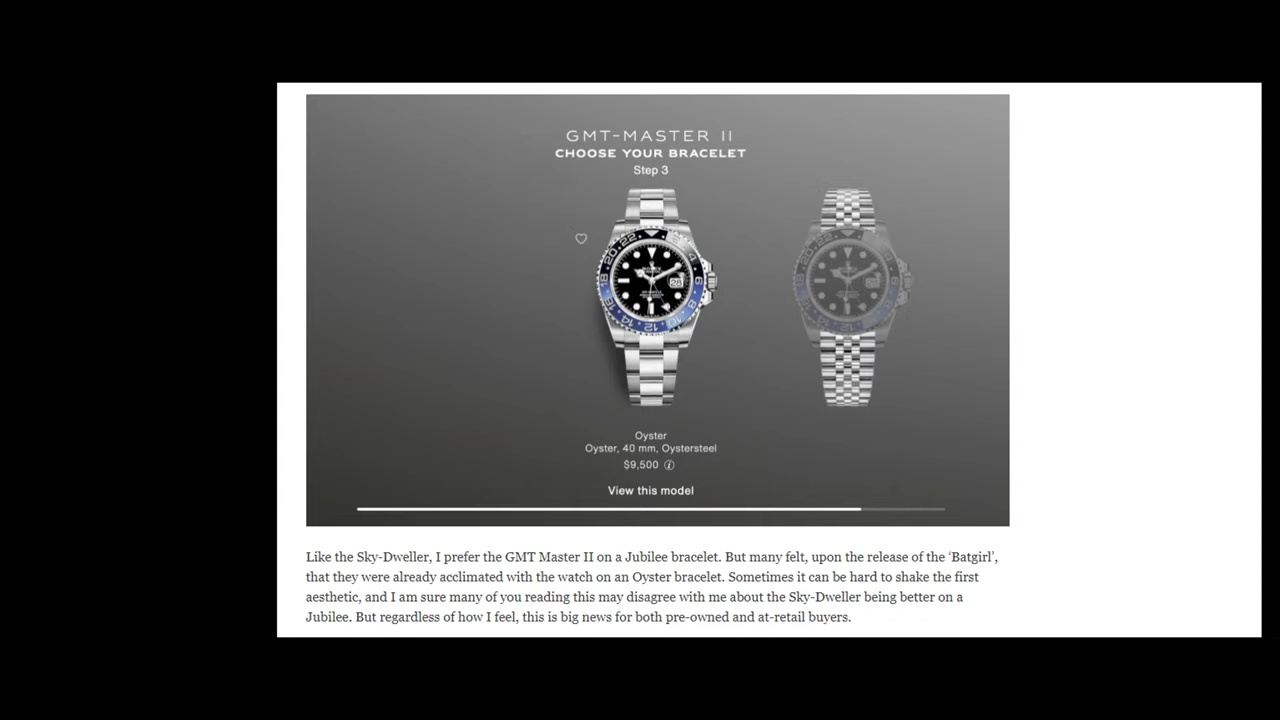 GMT-MASTER II
CHOOSE YOUR BRACELET
Step 3
Oyster
Oyster, 40 mm, Oystersteel
$9,500
View this model
Like the Sky-Dweller, I prefer the GMT Master II on a Jubilee bracelet. But many felt, upon the release of the ‘Batgirl’,
that they were already acclimated with the watch on an Oyster bracelet. Sometimes it can be hard to shake the first
aesthetic, and I am sure many of you reading this may disagree with me about the Sky-Dweller being better on a
Jubilee. But regardless of how I feel, this is big news for both pre-owned and at-retail buyers.